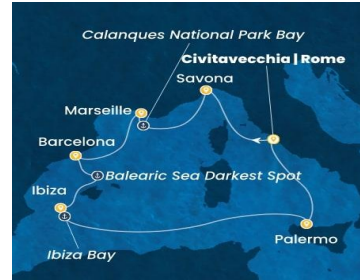 Calanques National Park Bay
Civitavecchia | Rome
Savona
Marseille
Barcelona
Balearic Sea Darkest Spot
Ibiza
Palermo
Ibiza Bay